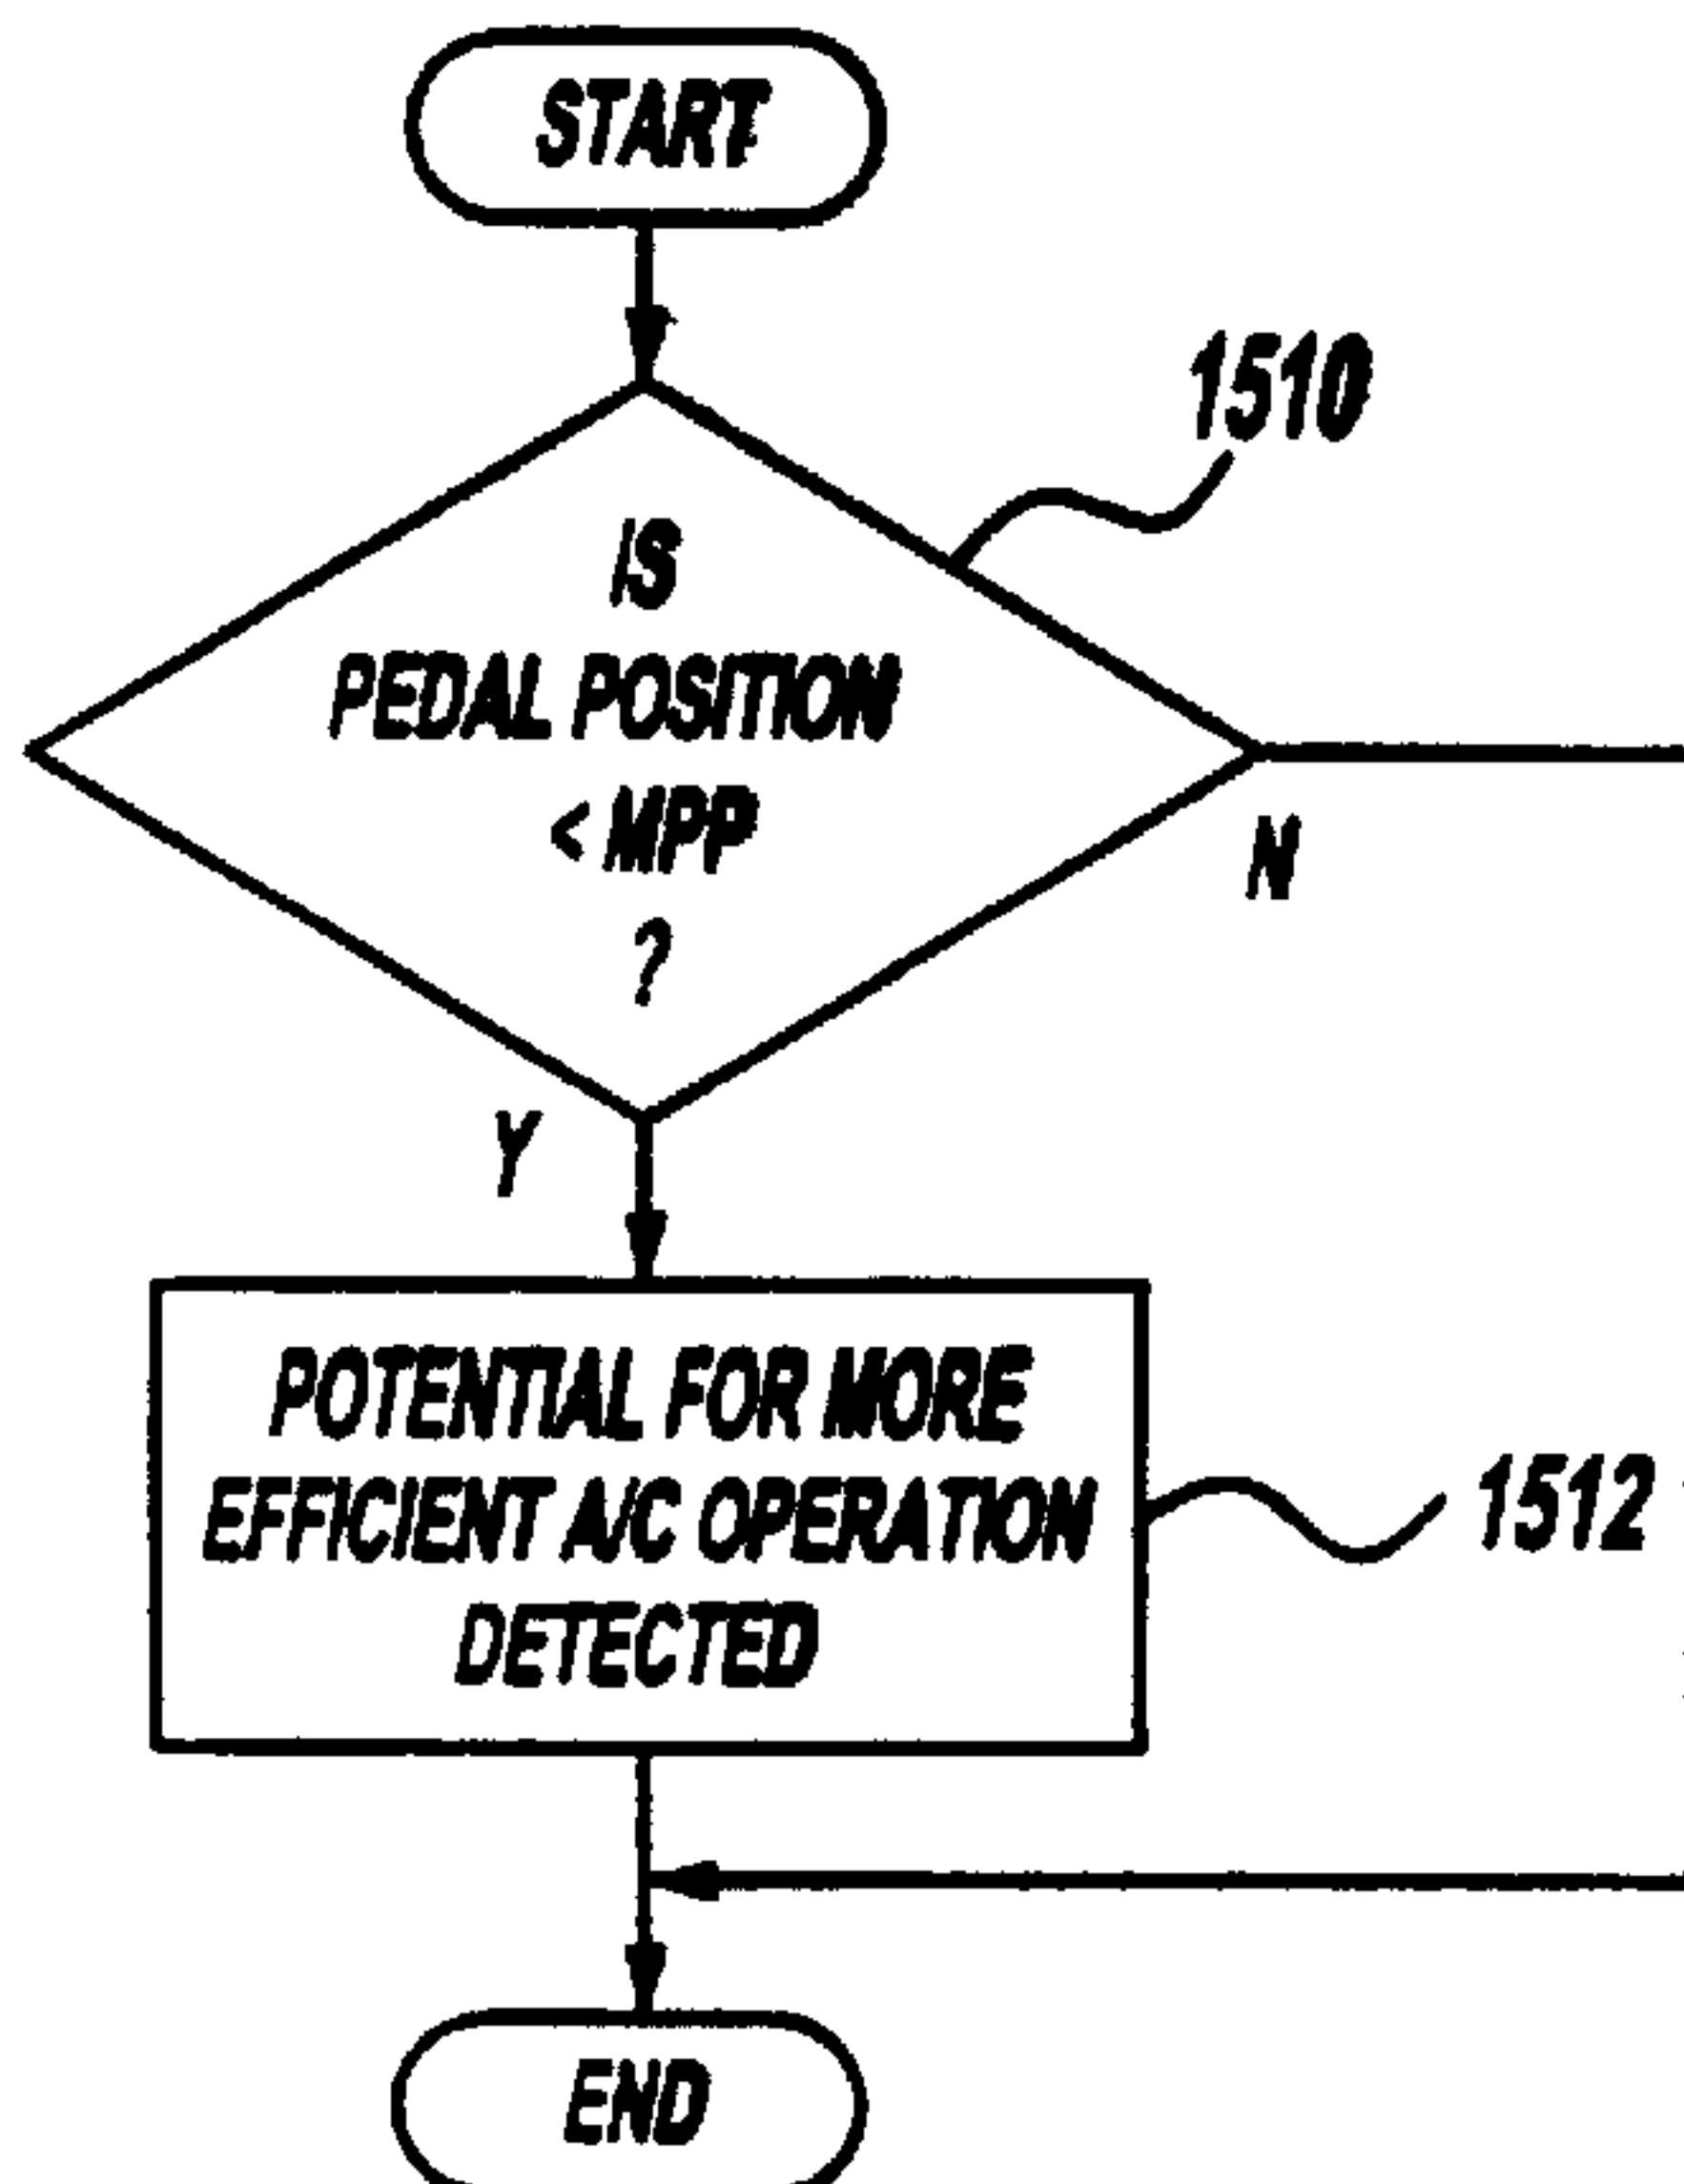 START
1510
IS
PEDAL POSITION
< MPP
?
N
Y
POTENTIAL FOR MORE
EFFICIENT A/C OPERATION
DETECTED
1512
END